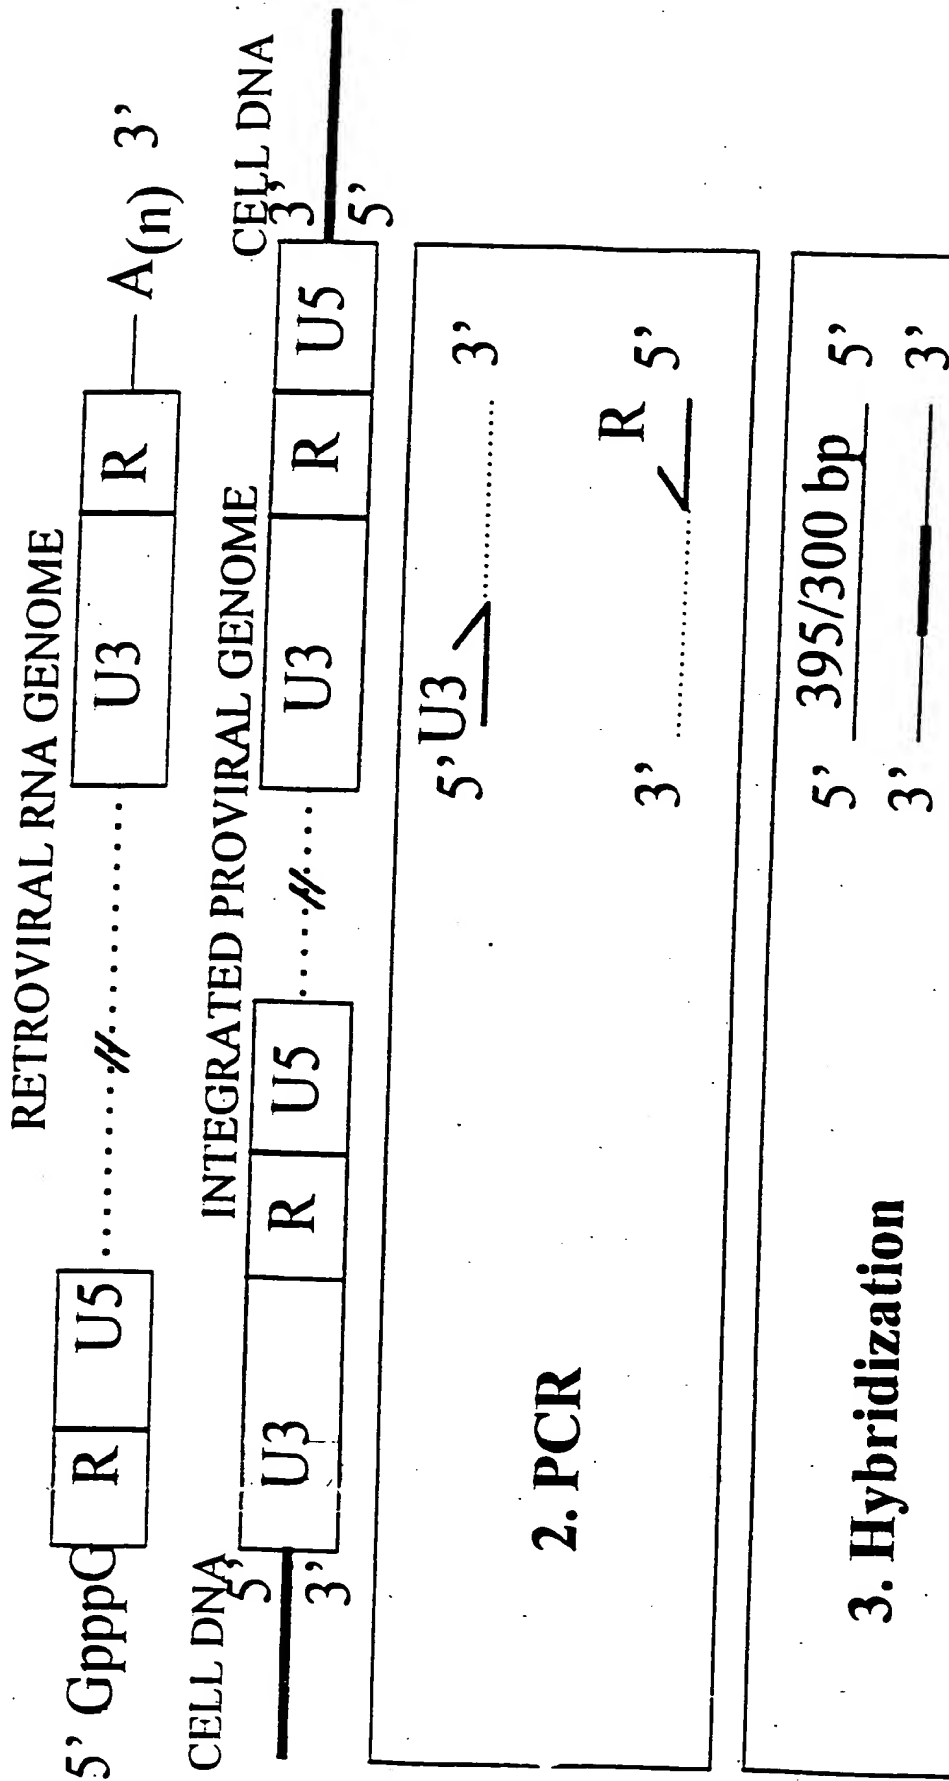 RETROVIRAL RNA GENOME
5' GpppG R U5 U3 R A(n) 3'
INTEGRATED PROVIRAL GENOME
CELL DNA CELL DNA
5' 3'
U3 R U5 U3 R U5
3' 5'
5' U3 3'
2. PCR
R
3' 5'
5' 395/300 bp 5'
3. Hybridization
3' 3'